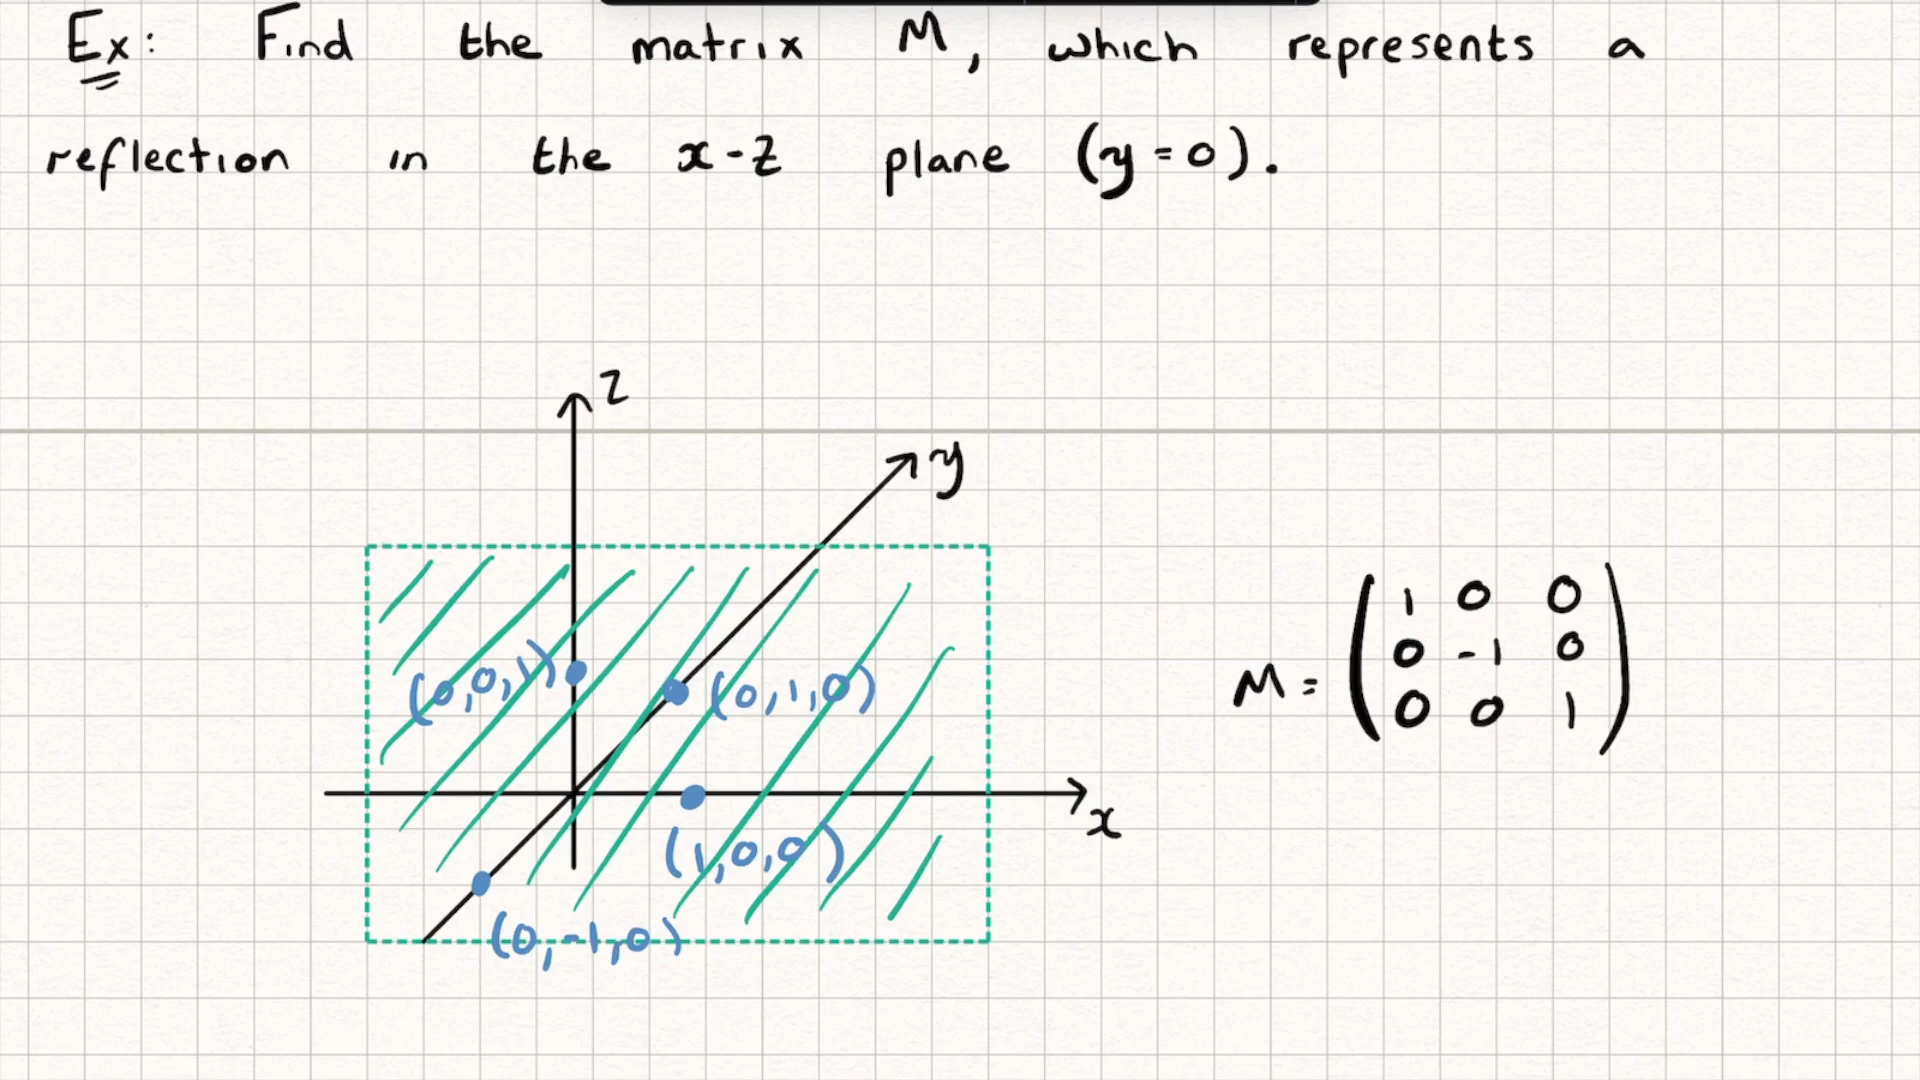 Ex: Find the matrix M, which represents a
reflection in the x-z plane (y=0).
z
y
(0,0,1)
(0,1,0)
x
(1,0,0)
(0,-1,0)
M = ( 1 0 0
0 -1 0
0 0 1 )